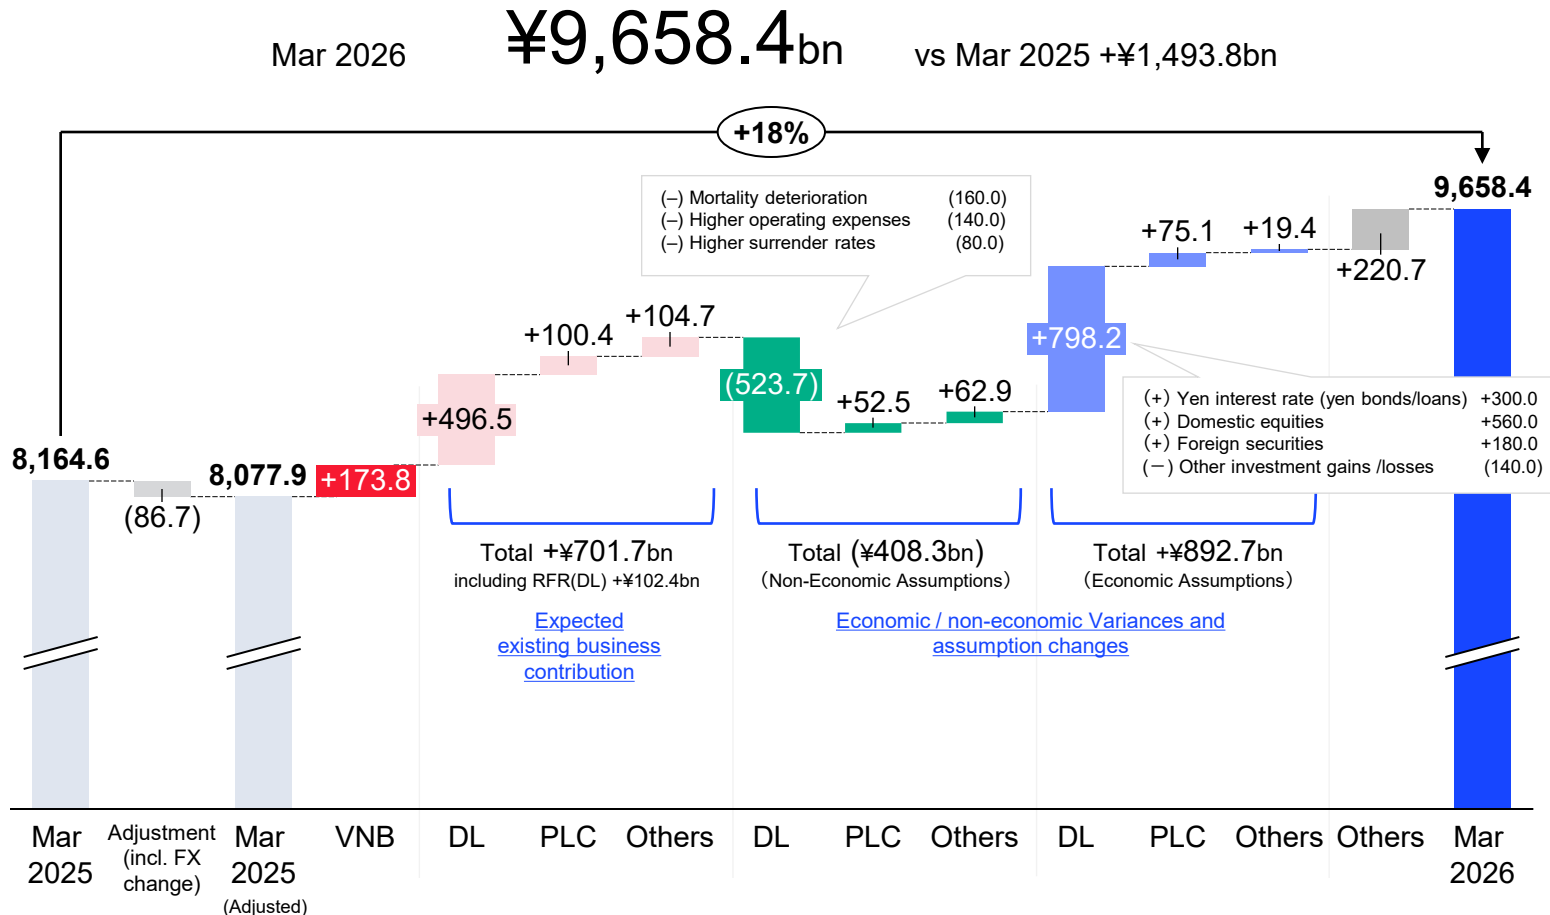 Mar 2026 ¥9,658.4bn vs Mar 2025 +¥1,493.8bn
+18%
(–) Mortality deterioration (160.0)
(–) Higher operating expenses (140.0)
(–) Higher surrender rates (80.0)
9,658.4
+75.1
+19.4
+220.7
+798.2
+100.4
+104.7
(523.7)
+52.5
+62.9
+496.5
(+) Yen interest rate (yen bonds/loans) +300.0
(+) Domestic equities +560.0
(+) Foreign securities +180.0
(−) Other investment gains /losses (140.0)
8,164.6
(86.7)
8,077.9
+173.8
Total +¥701.7bn
including RFR(DL) +¥102.4bn
Total (¥408.3bn)
(Non-Economic Assumptions)
Total +¥892.7bn
(Economic Assumptions)
Expected
existing business
contribution
Economic / non-economic Variances and
assumption changes
Mar
2025
Adjustment
(incl. FX
change)
Mar
2025
(Adjusted)
VNB
DL
PLC
Others
DL
PLC
Others
DL
PLC
Others
Others
Mar
2026